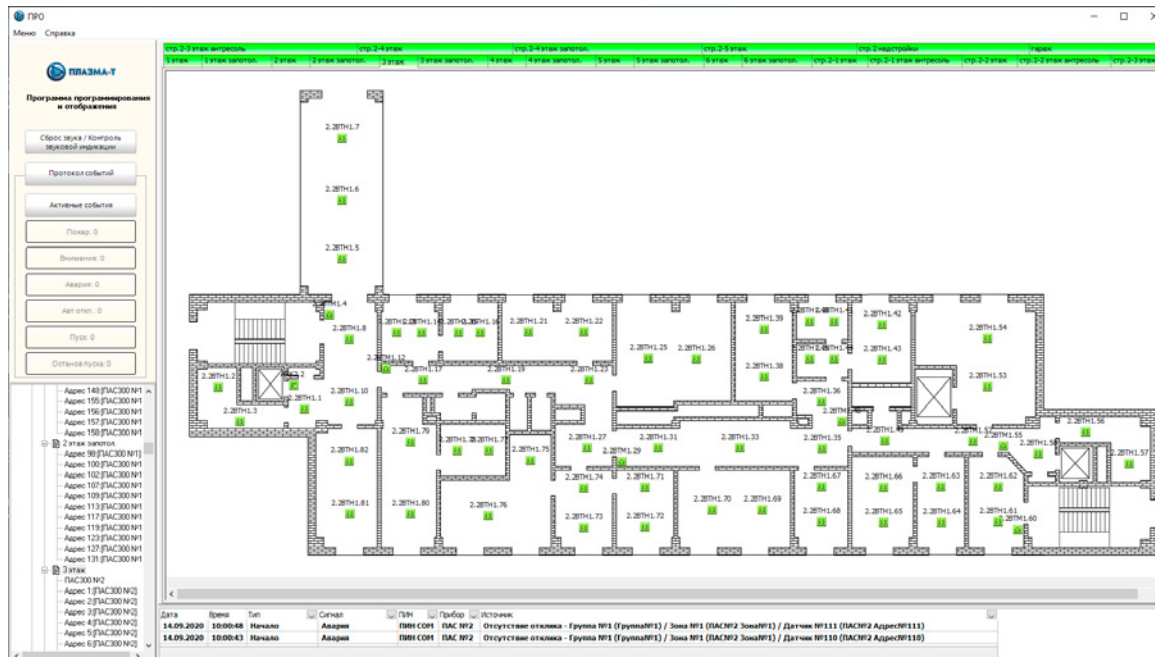 ПРО
Меню Справка
ПЛАЗМА-Т
Программа программирования
и отображения
Сброс звука / Контроль
звуковой индикации
Протокол событий
Активные события
Пожар: 0
Внимание: 0
Авария: 0
Авт откл.: 0
Пуск: 0
Останов пуска: 0
Адрес 148:[ПАС300 №1
Адрес 155:[ПАС300 №1
Адрес 156:[ПАС300 №1
Адрес 157:[ПАС300 №1
Адрес 158:[ПАС300 №1
2 этаж запотол.
Адрес 98:[ПАС300 №1]
Адрес 100:[ПАС300 №1
Адрес 102:[ПАС300 №1
Адрес 107:[ПАС300 №1
Адрес 109:[ПАС300 №1
Адрес 113:[ПАС300 №1
Адрес 117:[ПАС300 №1
Адрес 119:[ПАС300 №1
Адрес 123:[ПАС300 №1
Адрес 127:[ПАС300 №1
Адрес 131:[ПАС300 №1
3 этаж
ПАС300 №2
Адрес 1:[ПАС300 №2]
Адрес 2:[ПАС300 №2]
Адрес 3:[ПАС300 №2]
Адрес 4:[ПАС300 №2]
Адрес 5:[ПАС300 №2]
Адрес 6:[ПАС300 №2]
стр.2-3 этаж антресоль стр.2-4 этаж стр.2-4 этаж запотол. стр.2-5 этаж стр.2 надстройки гараж
1 этаж 1 этаж запотол. 2 этаж 2 этаж запотол. 3 этаж 3 этаж запотол. 4 этаж 4 этаж запотол. 5 этаж 5 этаж запотол. 6 этаж 6 этаж запотол. стр.2-1 этаж стр.2-1 этаж антресоль стр.2-2 этаж стр.2-2 этаж антресоль стр.2-3 этаж
2.2ВТН1.7
2.2ВТН1.6
2.2ВТН1.5
2.2ВТН1.8
2.2ВТН1.21 2.2ВТН1.22
2.2ВТН1.39
2.2ВТН1.42
2.2ВТН1.54
2.2ВТН1.25 2.2ВТН1.26
2.2ВТН1.43
2.2ВТН1.38
2.2ВТН1.2
2.2ВТН1.17 2.2ВТН1.19 2.2ВТН1.23
2.2ВТН1.53
2.2ВТН1.1 2.2ВТН1.10
2.2ВТН1.36
2.2ВТН1.3
2.2ВТН1.56
2.2ВТН1.79
2.2ВТН1.27 2.2ВТН1.31 2.2ВТН1.33 2.2ВТН1.35
2.2ВТН1.82
2.2ВТН1.75
2.2ВТН1.57
2.2ВТН1.74 2.2ВТН1.71
2.2ВТН1.67 2.2ВТН1.66 2.2ВТН1.63 2.2ВТН1.62
2.2ВТН1.70 2.2ВТН1.69
2.2ВТН1.81 2.2ВТН1.80 2.2ВТН1.76
2.2ВТН1.73 2.2ВТН1.72
2.2ВТН1.68 2.2ВТН1.65 2.2ВТН1.64 2.2ВТН1.61
Дата Время Тип Сигнал ПИН Прибор Источник
14.09.2020 10:00:48 Начало Авария ПИН COM ПАС №2 Отсутствие отклика - Группа №1 (Группа№1) / Зона №1 (ПАС№2 Зона№1) / Датчик №111 (ПАС№2 Адрес№111)
14.09.2020 10:00:43 Начало Авария ПИН COM ПАС №2 Отсутствие отклика - Группа №1 (Группа№1) / Зона №1 (ПАС№2 Зона№1) / Датчик №110 (ПАС№2 Адрес№110)